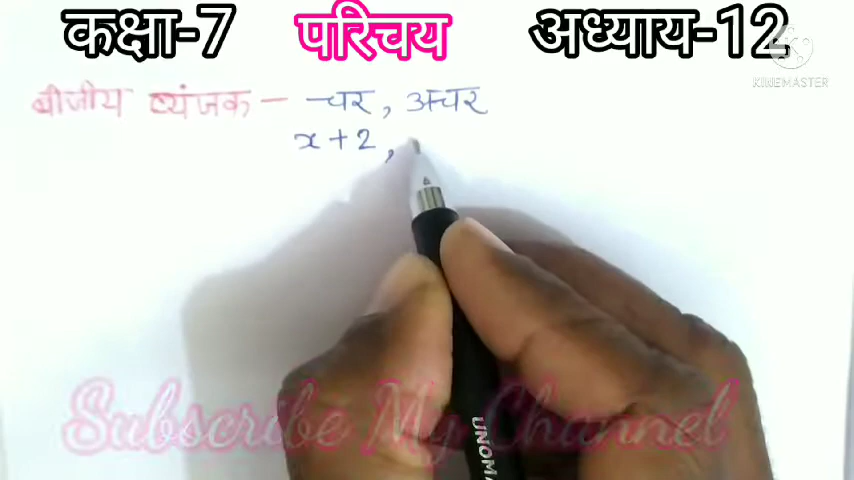 कक्षा-7 परिचय अध्याय-12
KINEMASTER
बीजीय व्यंजक - चर, अचर
x + 2,
Subscribe My Channel
UNOMA